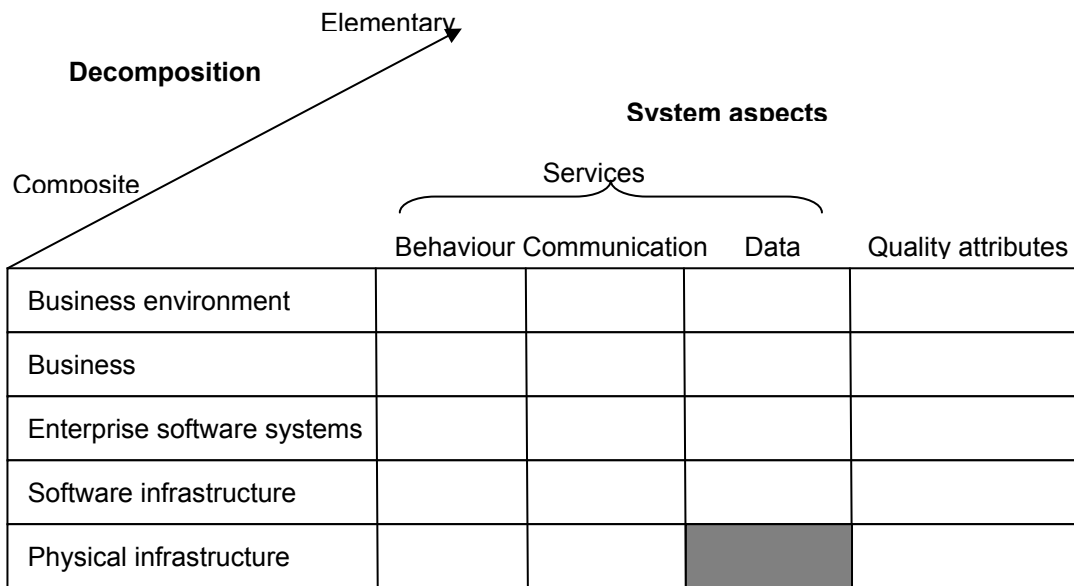 Elementary
Decomposition
System aspects
Composite
Services
Behaviour Communication Data Quality attributes
Business environment
Business
Enterprise software systems
Software infrastructure
Physical infrastructure